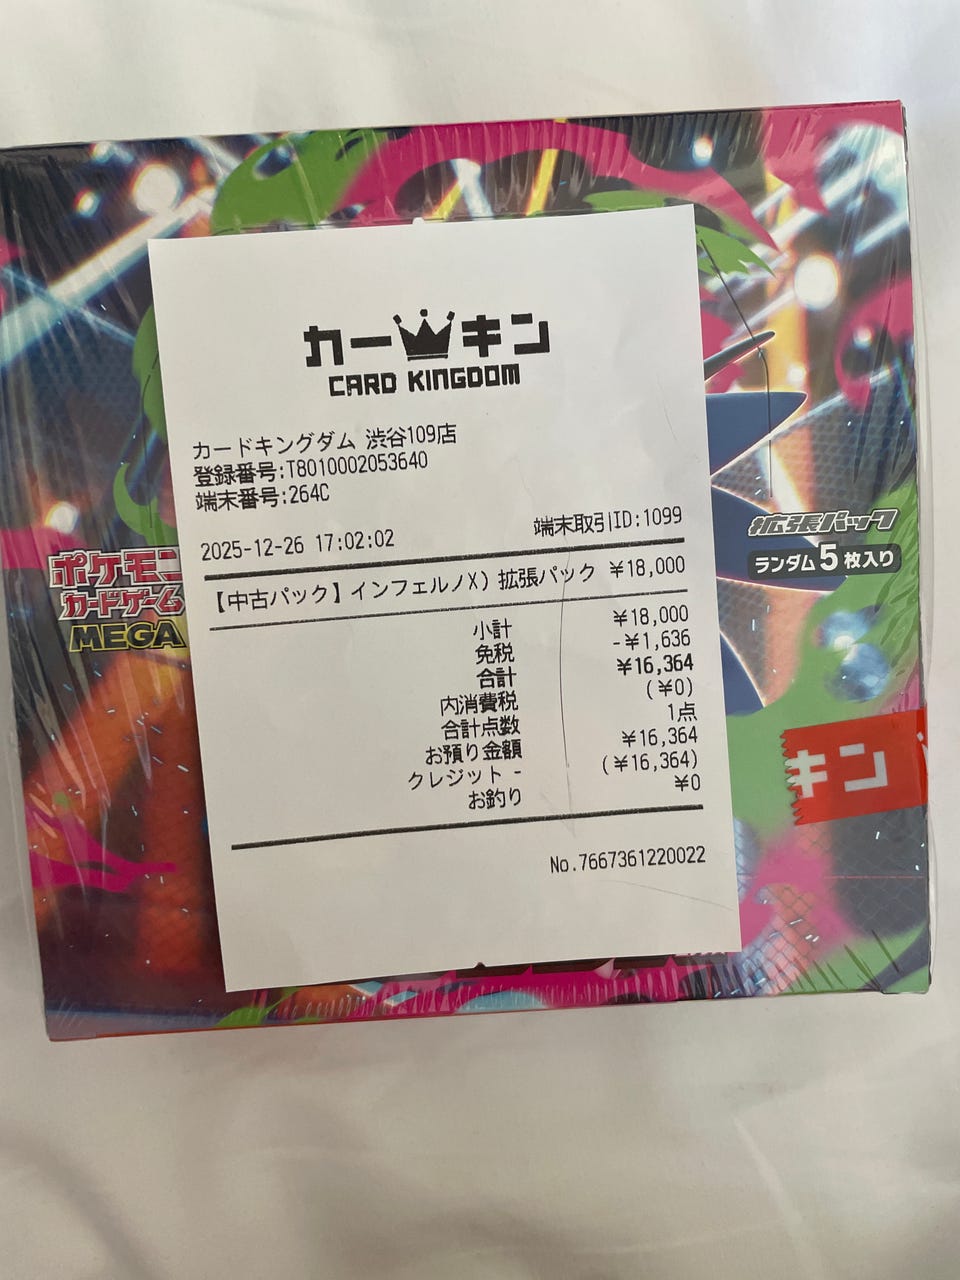 カーキン
CARD KINGDOM
カードキングダム 渋谷109店
登録番号:T8010002053640
端末番号:264C
2025-12-26 17:02:02 端末取引ID:1099
【中古パック】インフェルノX) 拡張パック ¥18,000
小計 ¥18,000
免税 -¥1,636
合計 ¥16,364
内消費税 (¥0)
合計点数 1点
お預り金額 ¥16,364
クレジット - (¥16,364)
お釣り ¥0
No.7667361220022
ポケモン
カードゲーム
MEGA
拡張パック
ランダム5枚入り
キン